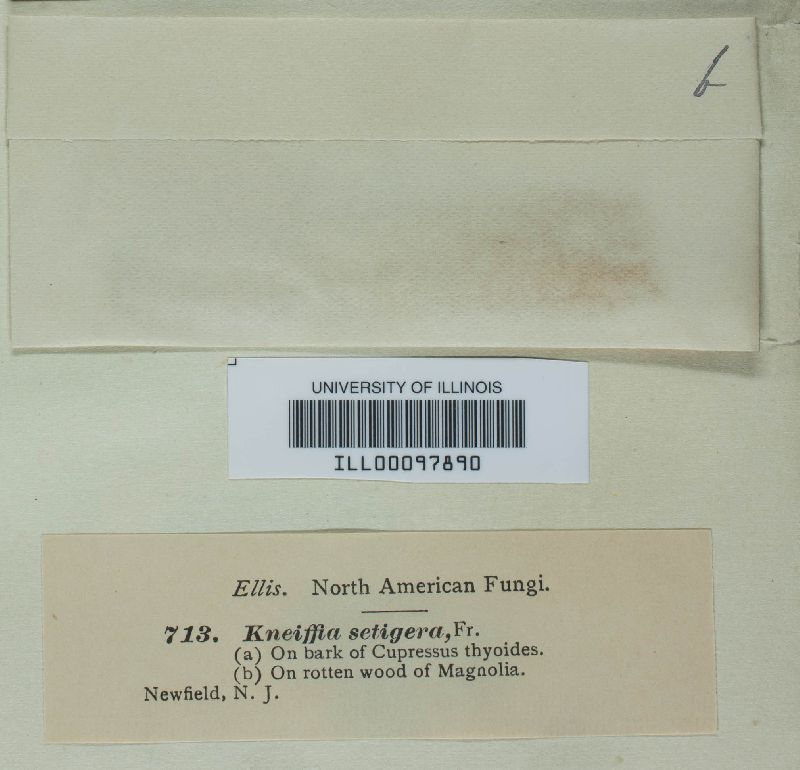 b
UNIVERSITY OF ILLINOIS
ILL00097890
Ellis. North American Fungi.
713. Kneiffia setigera, Fr.
(a) On bark of Cupressus thyoides.
(b) On rotten wood of Magnolia.
Newfield, N. J.